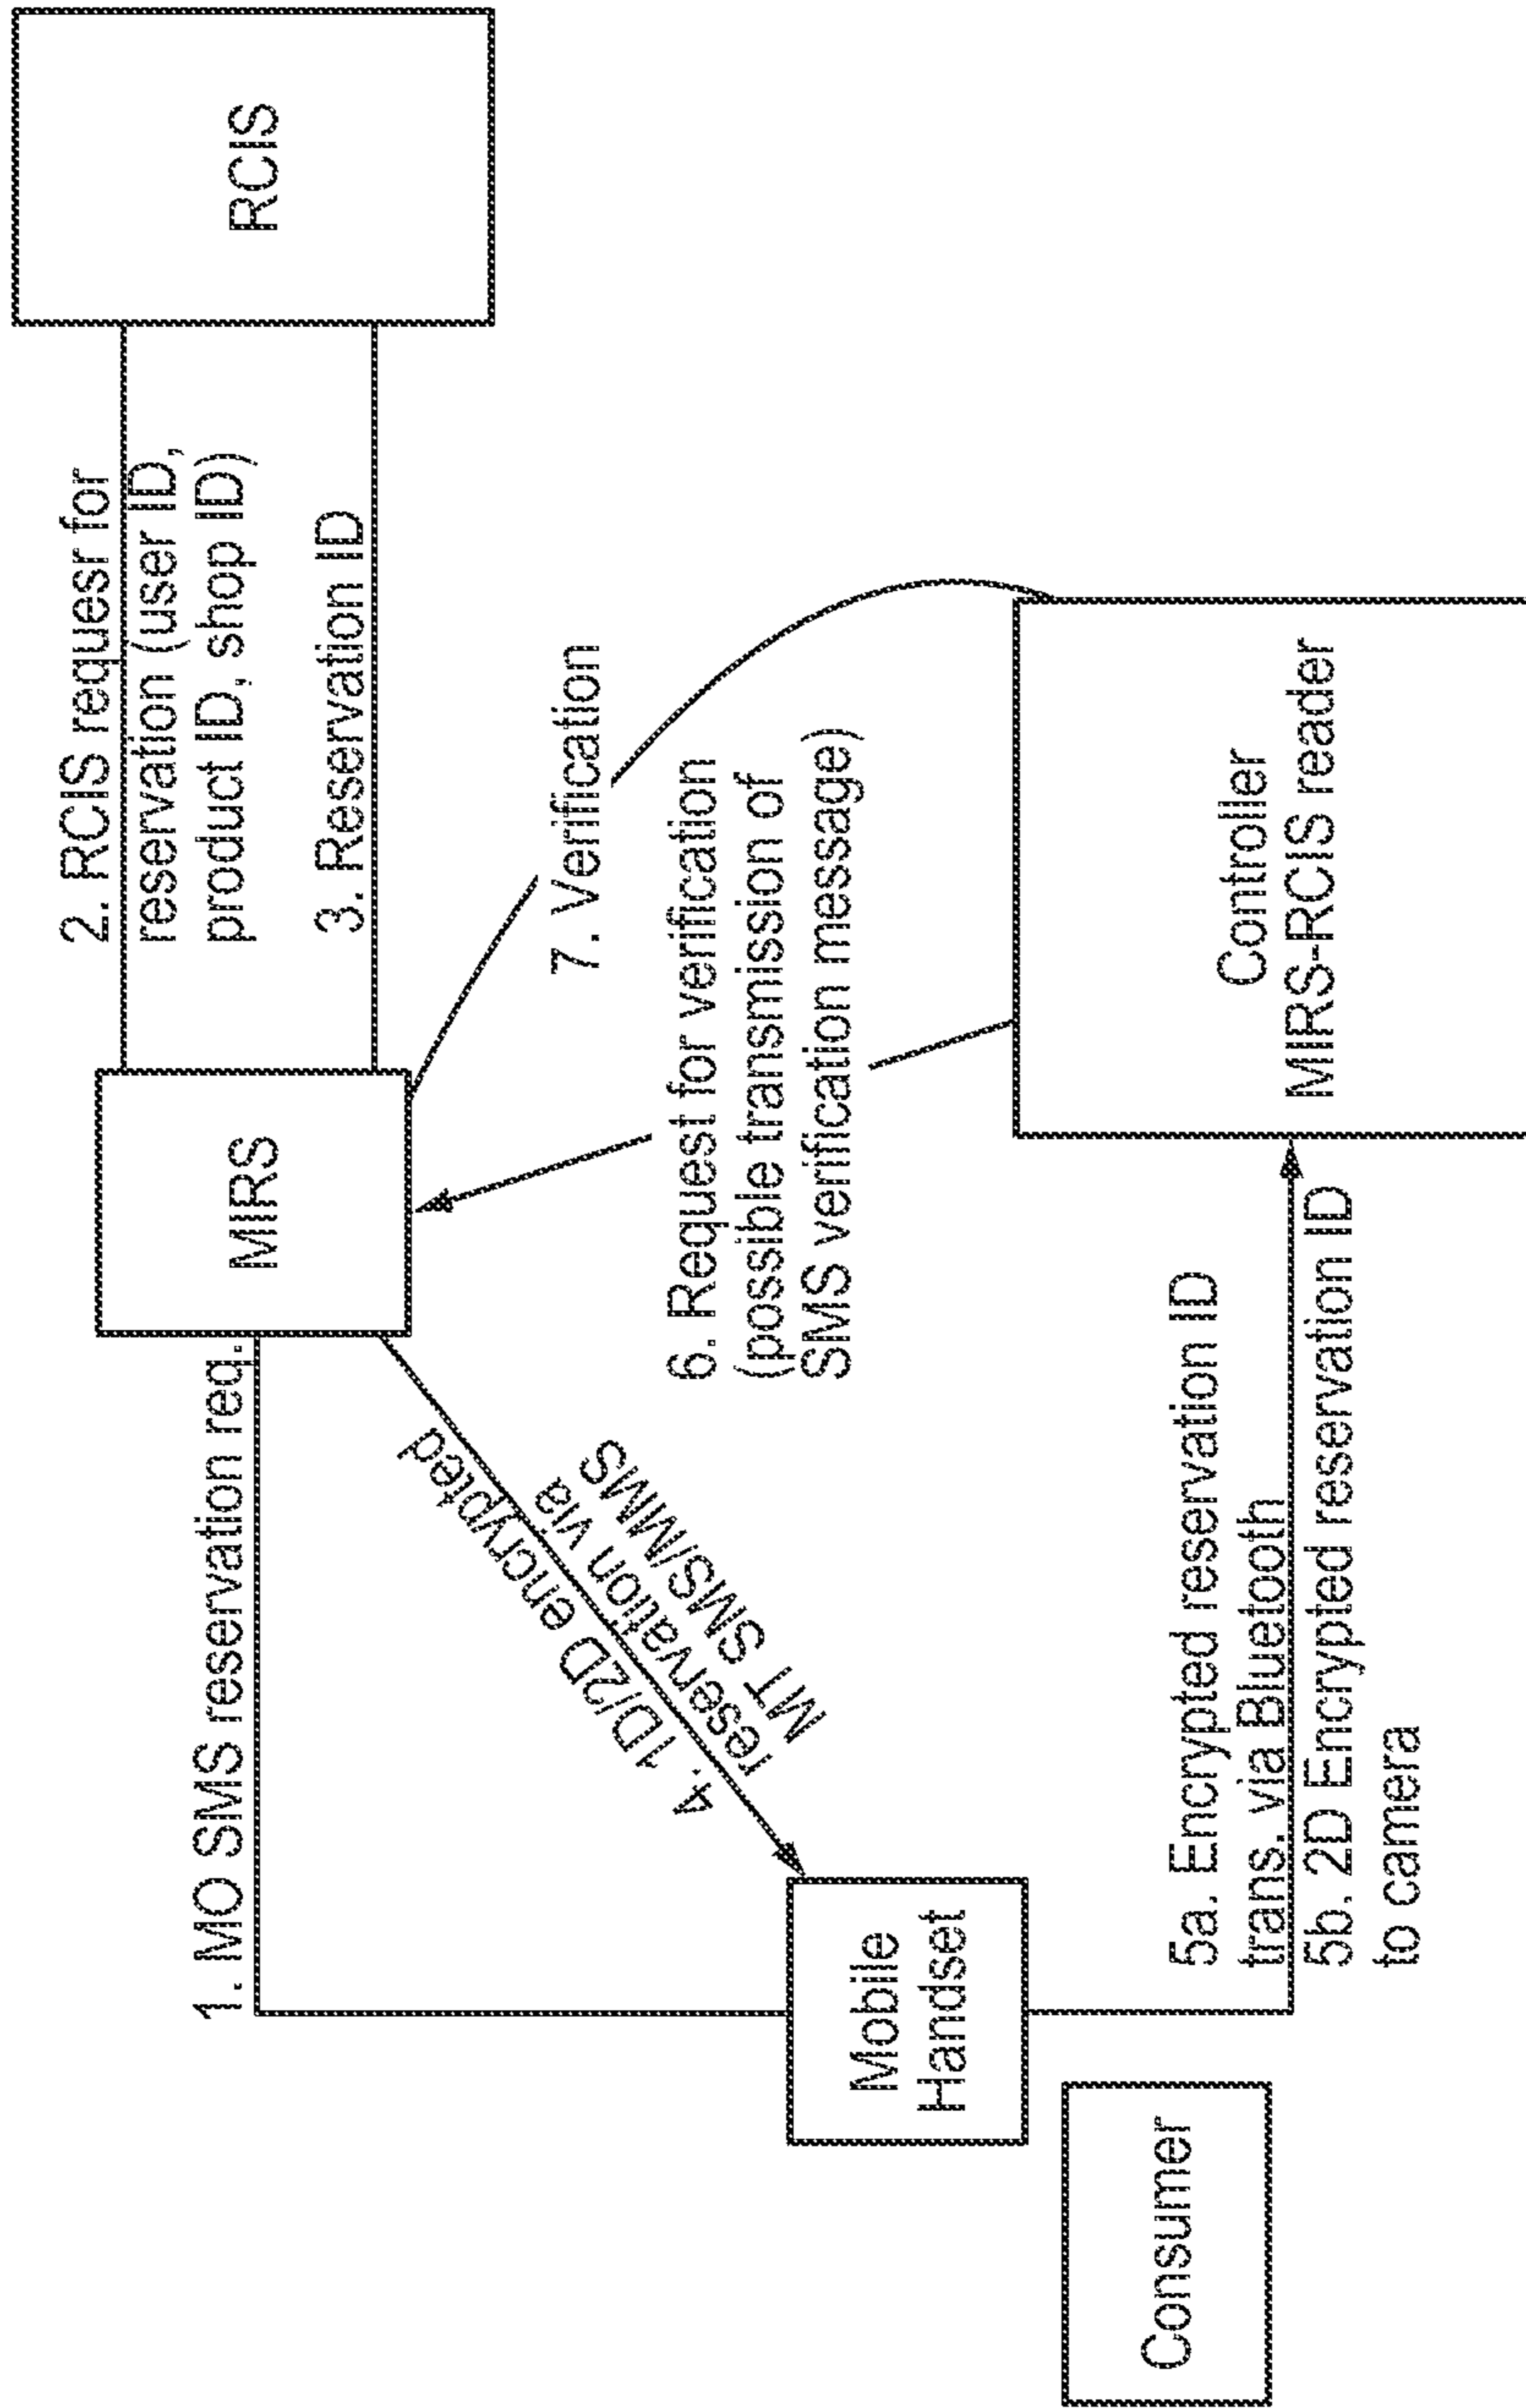 RCIS
2. RCIS requesr for
reservation (user ID,
product ID, shop ID)
3. Reservation ID
MIRS
1. MO SMS reservation req.
7. Verification
6. Request for verification
(possible transmission of
SMS verification message)
4. 1D/2D encrypted
reservation via
MT SMS/MMS
Mobile
Handset
Controller
MIRS-RCIS reader
5a. Encrypted reservation ID
trans. via Bluetooth
5b. 2D Encrypted reservation ID
to camera
Consumer